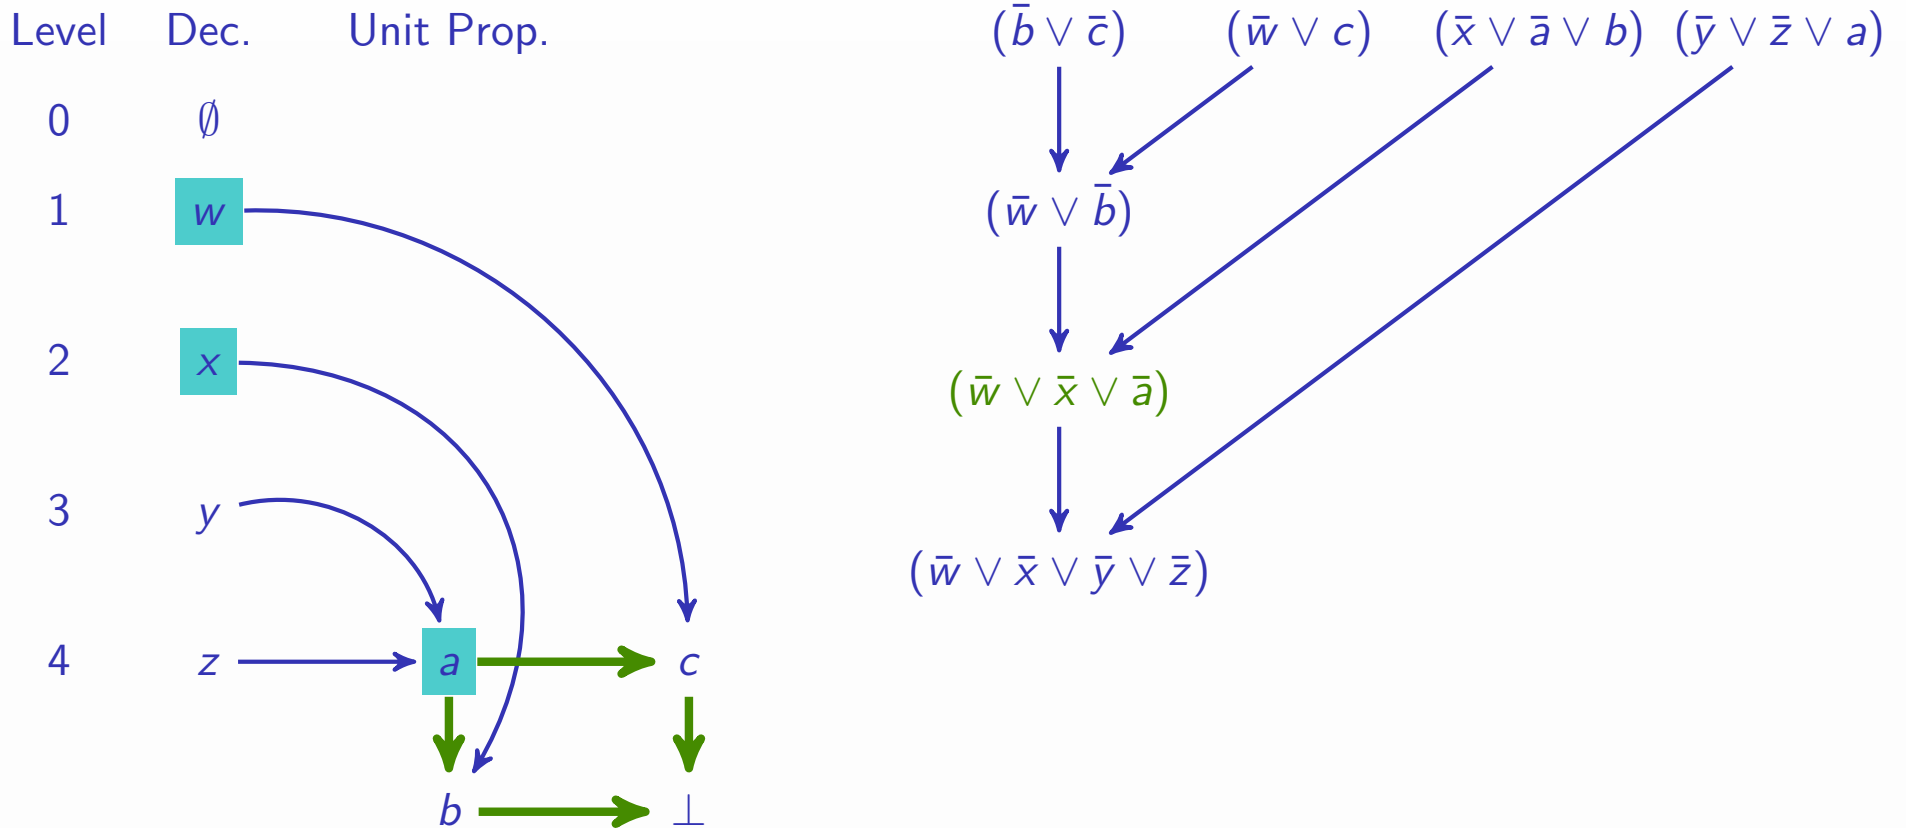 Level Dec. Unit Prop.
(b̄ ∨ c̄) (w̄ ∨ c) (x̄ ∨ ā ∨ b) (ȳ ∨ z̄ ∨ a)
0 ∅
1 w
(w̄ ∨ b̄)
2 x
(w̄ ∨ x̄ ∨ ā)
3 y
(w̄ ∨ x̄ ∨ ȳ ∨ z̄)
4 z a c
b ⊥